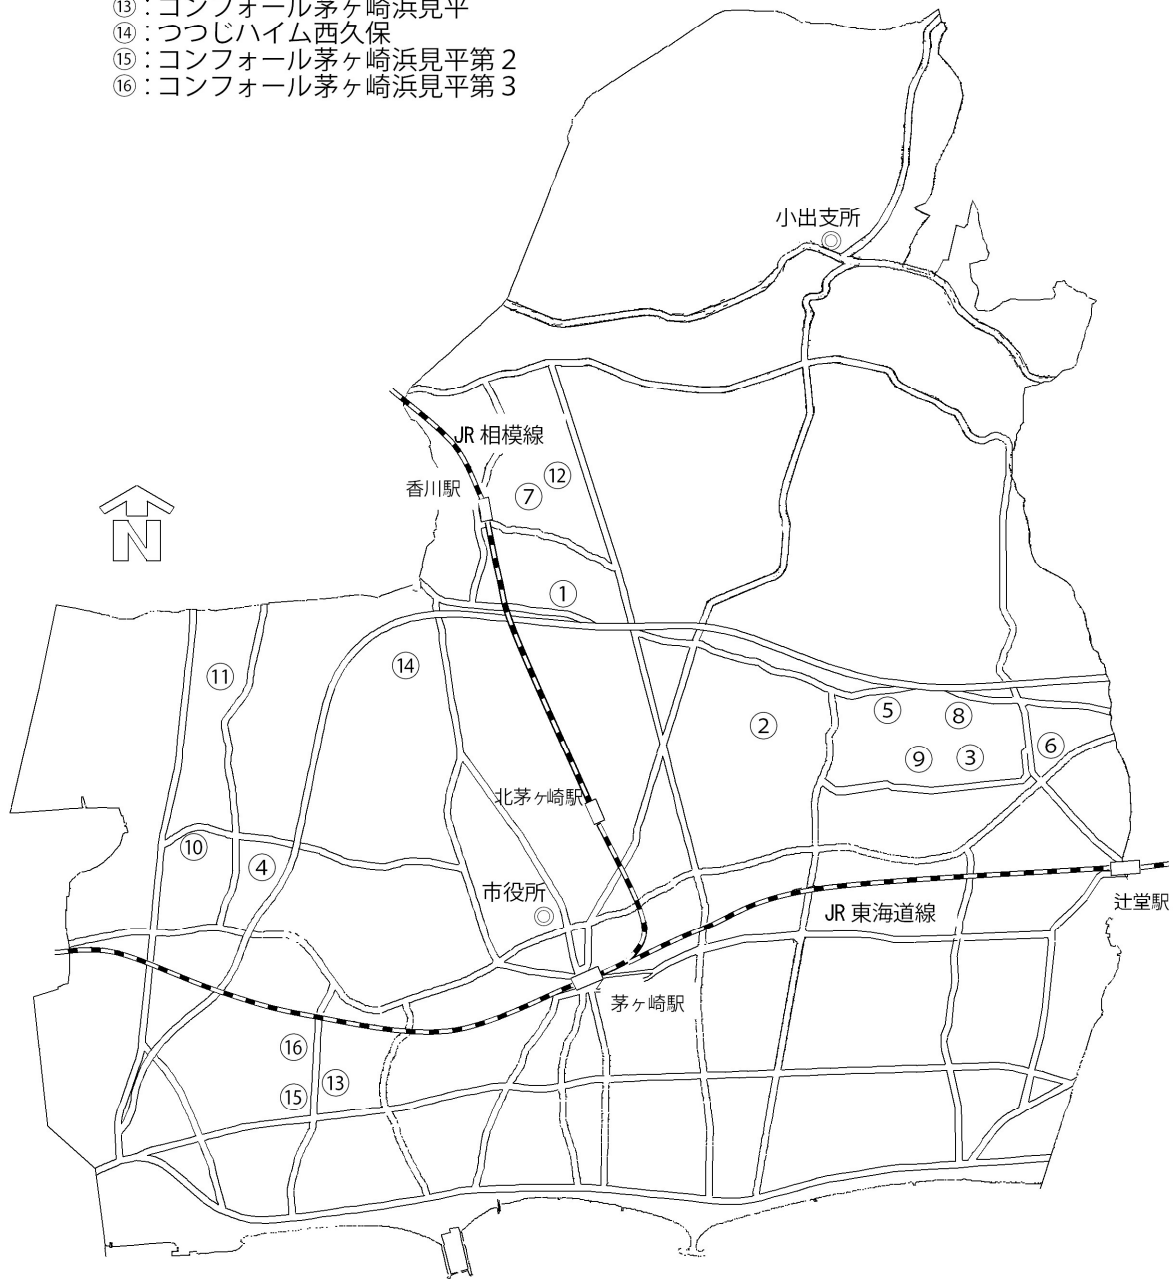 ⑬：コンフォール茅ヶ崎浜見平
⑭：つつじハイム西久保
⑮：コンフォール茅ヶ崎浜見平第２
⑯：コンフォール茅ヶ崎浜見平第３
小出支所
JR 相模線
⑫
香川駅
⑦
N
①
⑭
⑪
②
⑤
⑧
⑥
⑨
③
北茅ヶ崎駅
⑩
④
市役所
辻堂駅
JR 東海道線
茅ヶ崎駅
⑯
⑬
⑮